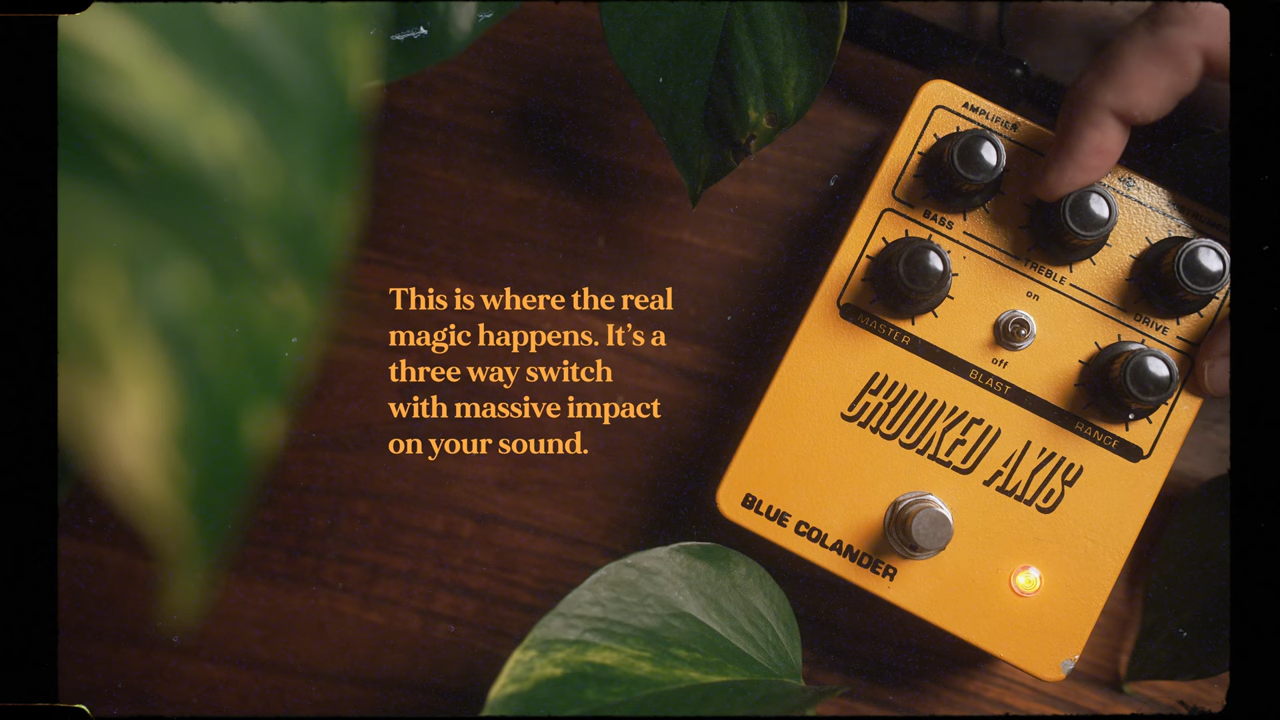 This is where the real
magic happens. It’s a
three way switch
with massive impact
on your sound.
AMPLIFIER
BASS
TREBLE
DRIVE
on
off
MASTER
BLAST
RANGE
CROOKED AXIS
BLUE COLANDER